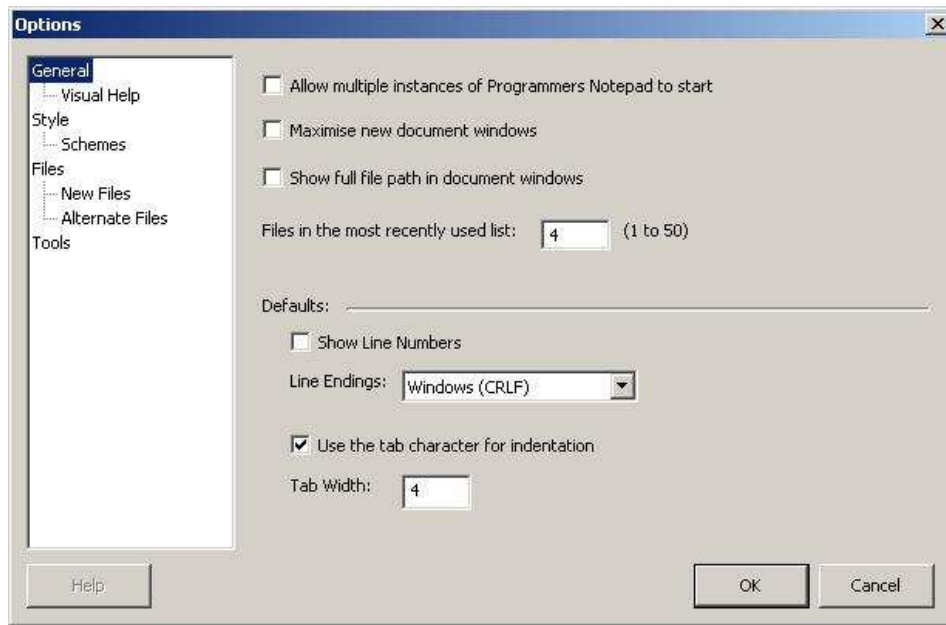 Options
General
Visual Help
Style
Schemes
Files
New Files
Alternate Files
Tools
Allow multiple instances of Programmers Notepad to start
Maximise new document windows
Show full file path in document windows
Files in the most recently used list: 4 (1 to 50)
Defaults:
Show Line Numbers
Line Endings: Windows (CRLF)
Use the tab character for indentation
Tab Width: 4
Help OK Cancel